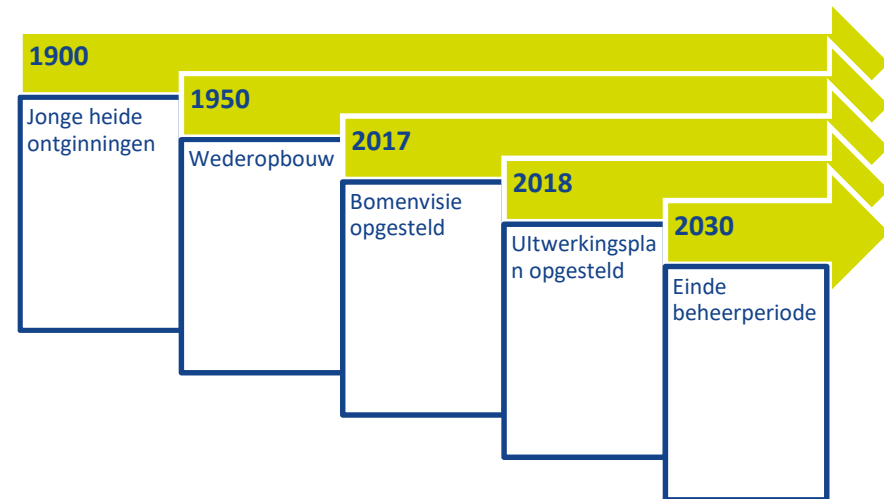 1900
Jonge heide
ontginningen
1950
Wederopbouw
2017
Bomenvisie
opgesteld
2018
UItwerkingspla
n opgesteld
2030
Einde
beheerperiode